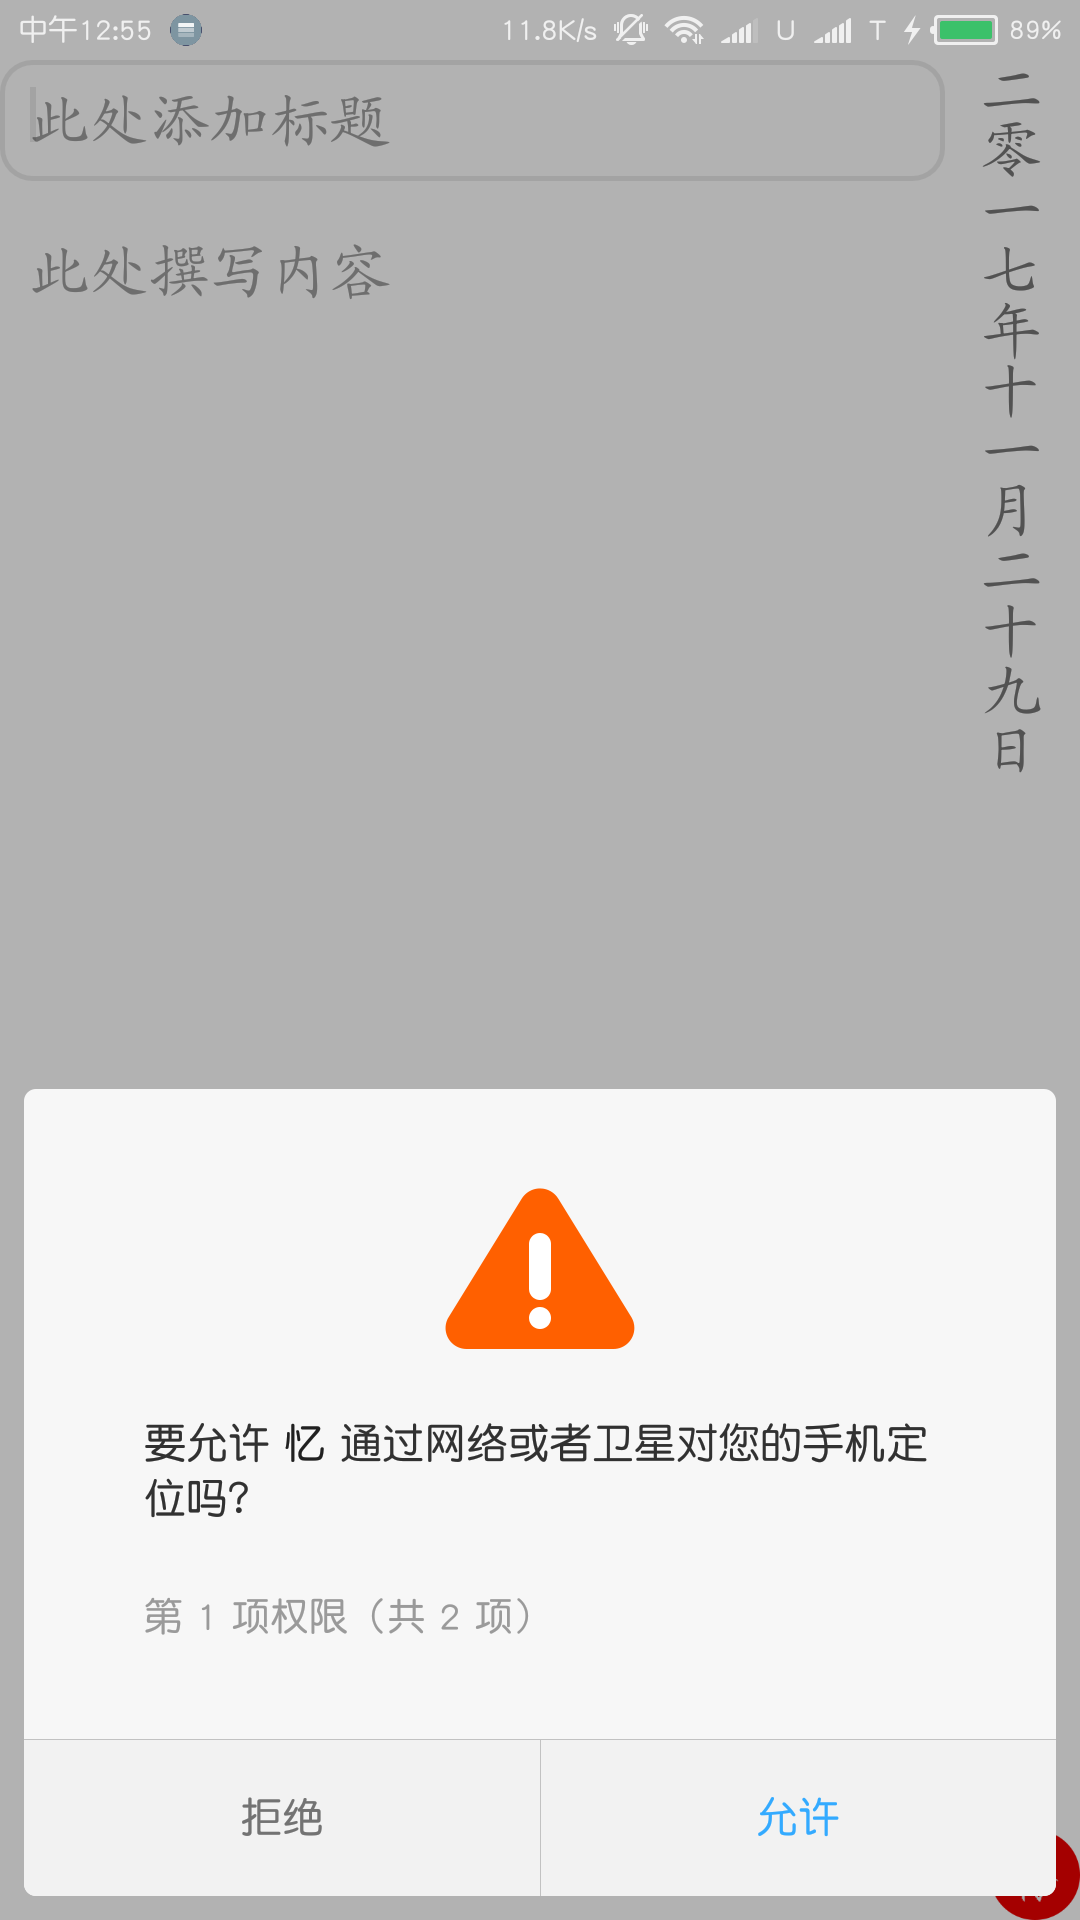 中午12:55 11.8K/s U T 89%
此处添加标题
此处撰写内容
二零一七年十一月二十九日
要允许 忆 通过网络或者卫星对您的手机定
位吗?
第 1 项权限（共 2 项）
拒绝 允许